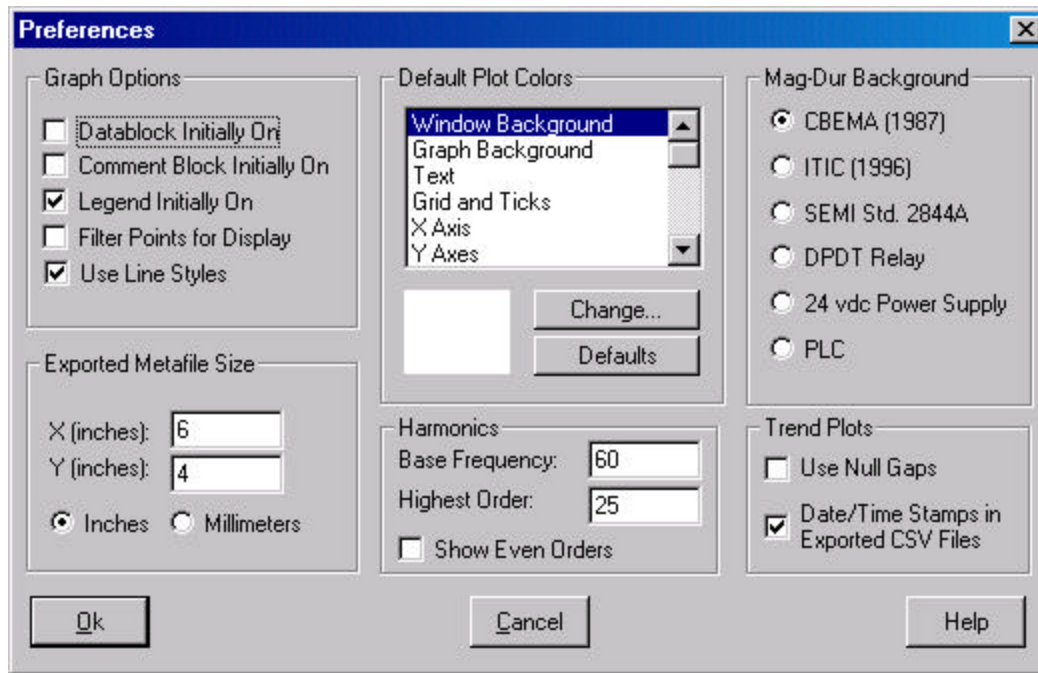 Preferences
Graph Options
Datablock Initially On
Comment Block Initially On
Legend Initially On
Filter Points for Display
Use Line Styles
Exported Metafile Size
X (inches): 6
Y (inches): 4
Inches Millimeters
Default Plot Colors
Window Background
Graph Background
Text
Grid and Ticks
X Axis
Y Axes
Change...
Defaults
Harmonics
Base Frequency: 60
Highest Order: 25
Show Even Orders
Mag-Dur Background
CBEMA (1987)
ITIC (1996)
SEMI Std. 2844A
DPDT Relay
24 vdc Power Supply
PLC
Trend Plots
Use Null Gaps
Date/Time Stamps in
Exported CSV Files
Ok
Cancel
Help